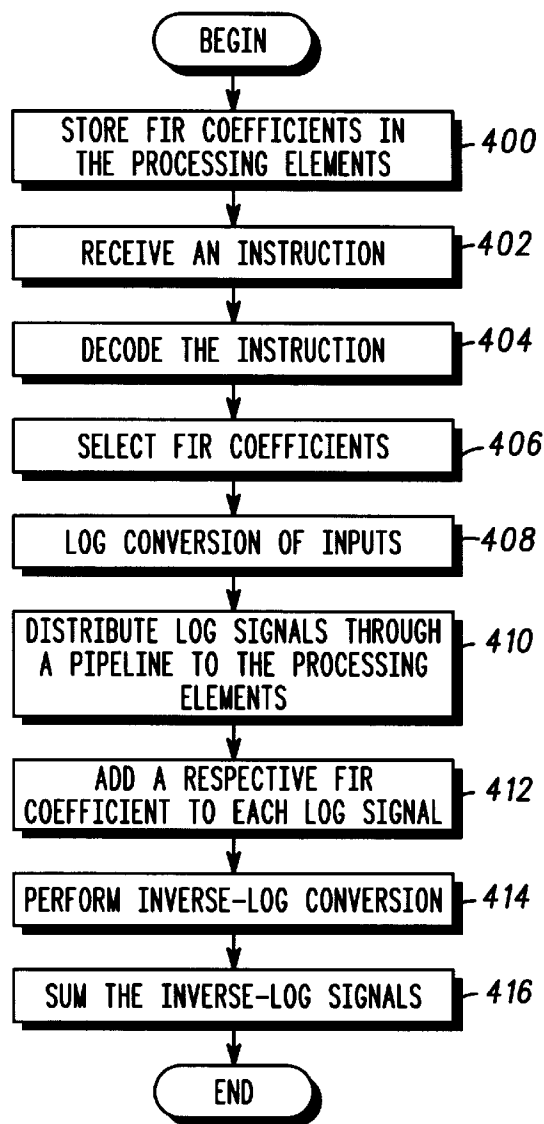 BEGIN
STORE FIR COEFFICIENTS IN
THE PROCESSING ELEMENTS
400
RECEIVE AN INSTRUCTION
402
DECODE THE INSTRUCTION
404
SELECT FIR COEFFICIENTS
406
LOG CONVERSION OF INPUTS
408
DISTRIBUTE LOG SIGNALS THROUGH
A PIPELINE TO THE PROCESSING
ELEMENTS
410
ADD A RESPECTIVE FIR
COEFFICIENT TO EACH LOG SIGNAL
412
PERFORM INVERSE-LOG CONVERSION
414
SUM THE INVERSE-LOG SIGNALS
416
END